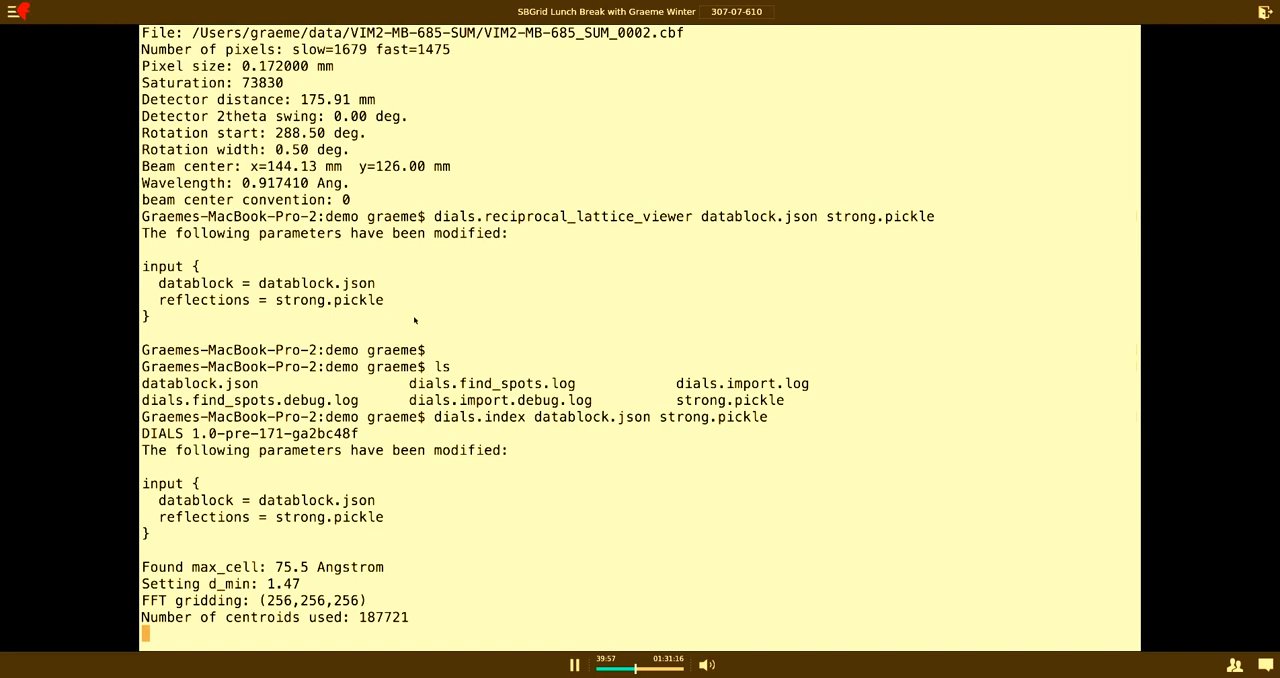 SBGrid Lunch Break with Graeme Winter 307-07-610
File: /Users/graeme/data/VIM2-MB-685-SUM/VIM2-MB-685_SUM_0002.cbf
Number of pixels: slow=1679 fast=1475
Pixel size: 0.172000 mm
Saturation: 73830
Detector distance: 175.91 mm
Detector 2theta swing: 0.00 deg.
Rotation start: 288.50 deg.
Rotation width: 0.50 deg.
Beam center: x=144.13 mm  y=126.00 mm
Wavelength: 0.917410 Ang.
beam center convention: 0
Graemes-MacBook-Pro-2:demo graeme$ dials.reciprocal_lattice_viewer datablock.json strong.pickle
The following parameters have been modified:
input {
  datablock = datablock.json
  reflections = strong.pickle
}
Graemes-MacBook-Pro-2:demo graeme$
Graemes-MacBook-Pro-2:demo graeme$ ls
datablock.json dials.find_spots.log dials.import.log
dials.find_spots.debug.log dials.import.debug.log strong.pickle
Graemes-MacBook-Pro-2:demo graeme$ dials.index datablock.json strong.pickle
DIALS 1.0-pre-171-ga2bc48f
The following parameters have been modified:
input {
  datablock = datablock.json
  reflections = strong.pickle
}
Found max_cell: 75.5 Angstrom
Setting d_min: 1.47
FFT gridding: (256,256,256)
Number of centroids used: 187721
39:57 01:31:16